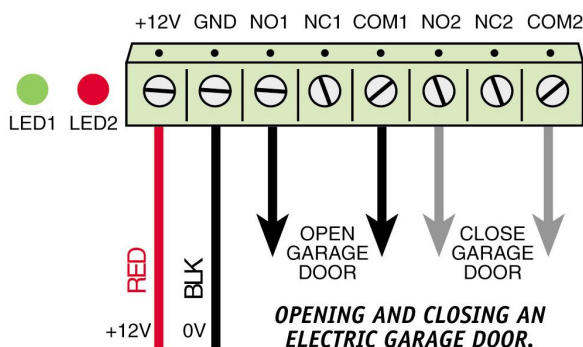 +12V GND NO1 NC1 COM1 NO2 NC2 COM2
LED1 LED2
OPEN
GARAGE
DOOR
CLOSE
GARAGE
DOOR
RED
BLK
+12V 0V
OPENING AND CLOSING AN
ELECTRIC GARAGE DOOR.